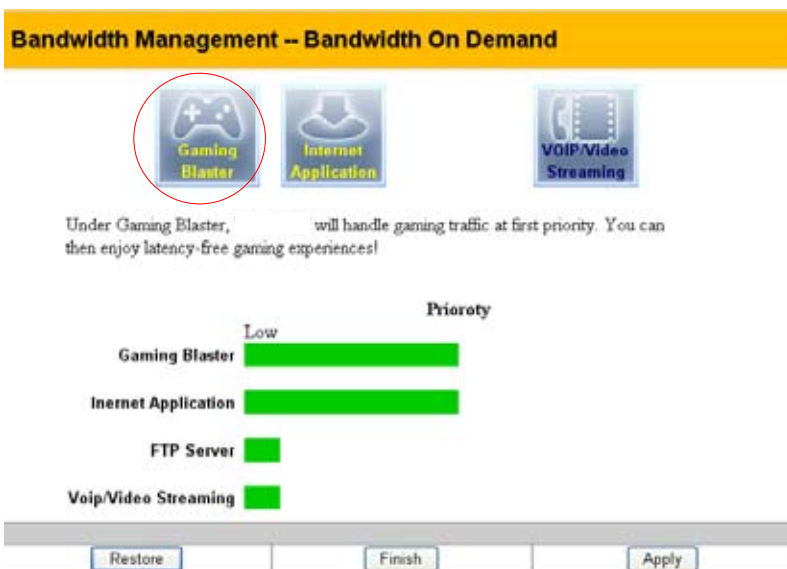 Bandwidth Management -- Bandwidth On Demand
Gaming
Blaster
Internet
Application
VOIP/Video
Streaming
Under Gaming Blaster, will handle gaming traffic at first priority. You can
then enjoy latency-free gaming experiences!
Prioroty
Low
Gaming Blaster
Inernet Application
FTP Server
Voip/Video Streaming
Restore
Finish
Apply